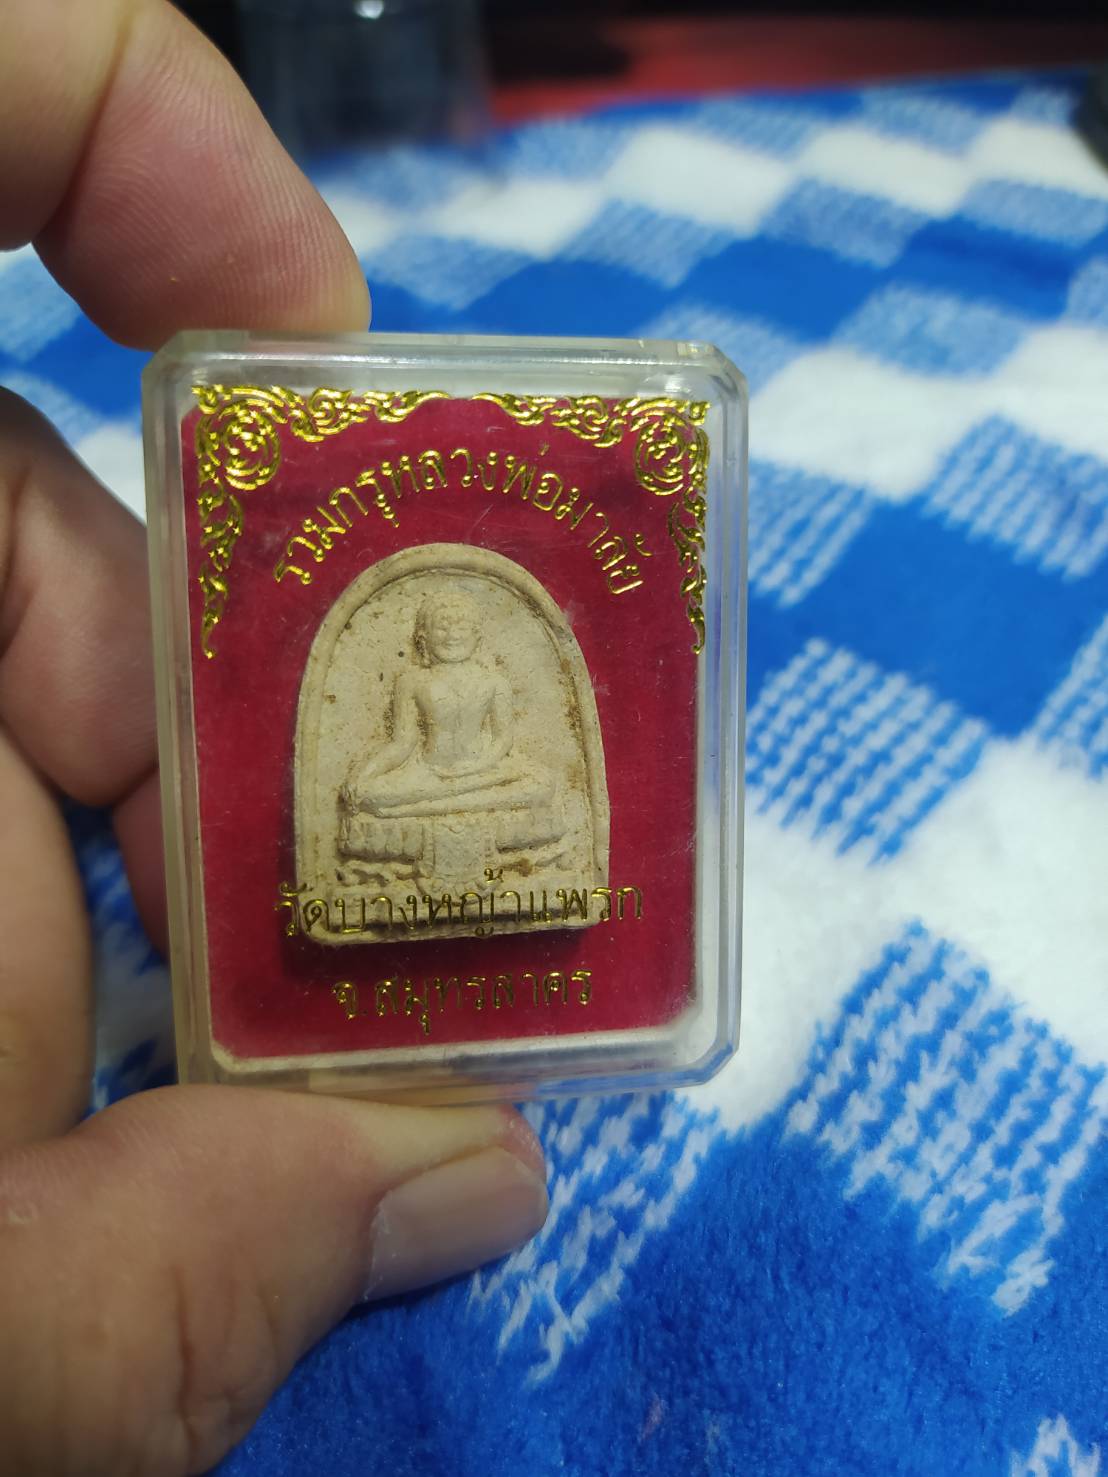 รวมกรุหลวงพ่อมาลัย
วัดบางหญ้าแพรก
จ.สมุทรสาคร